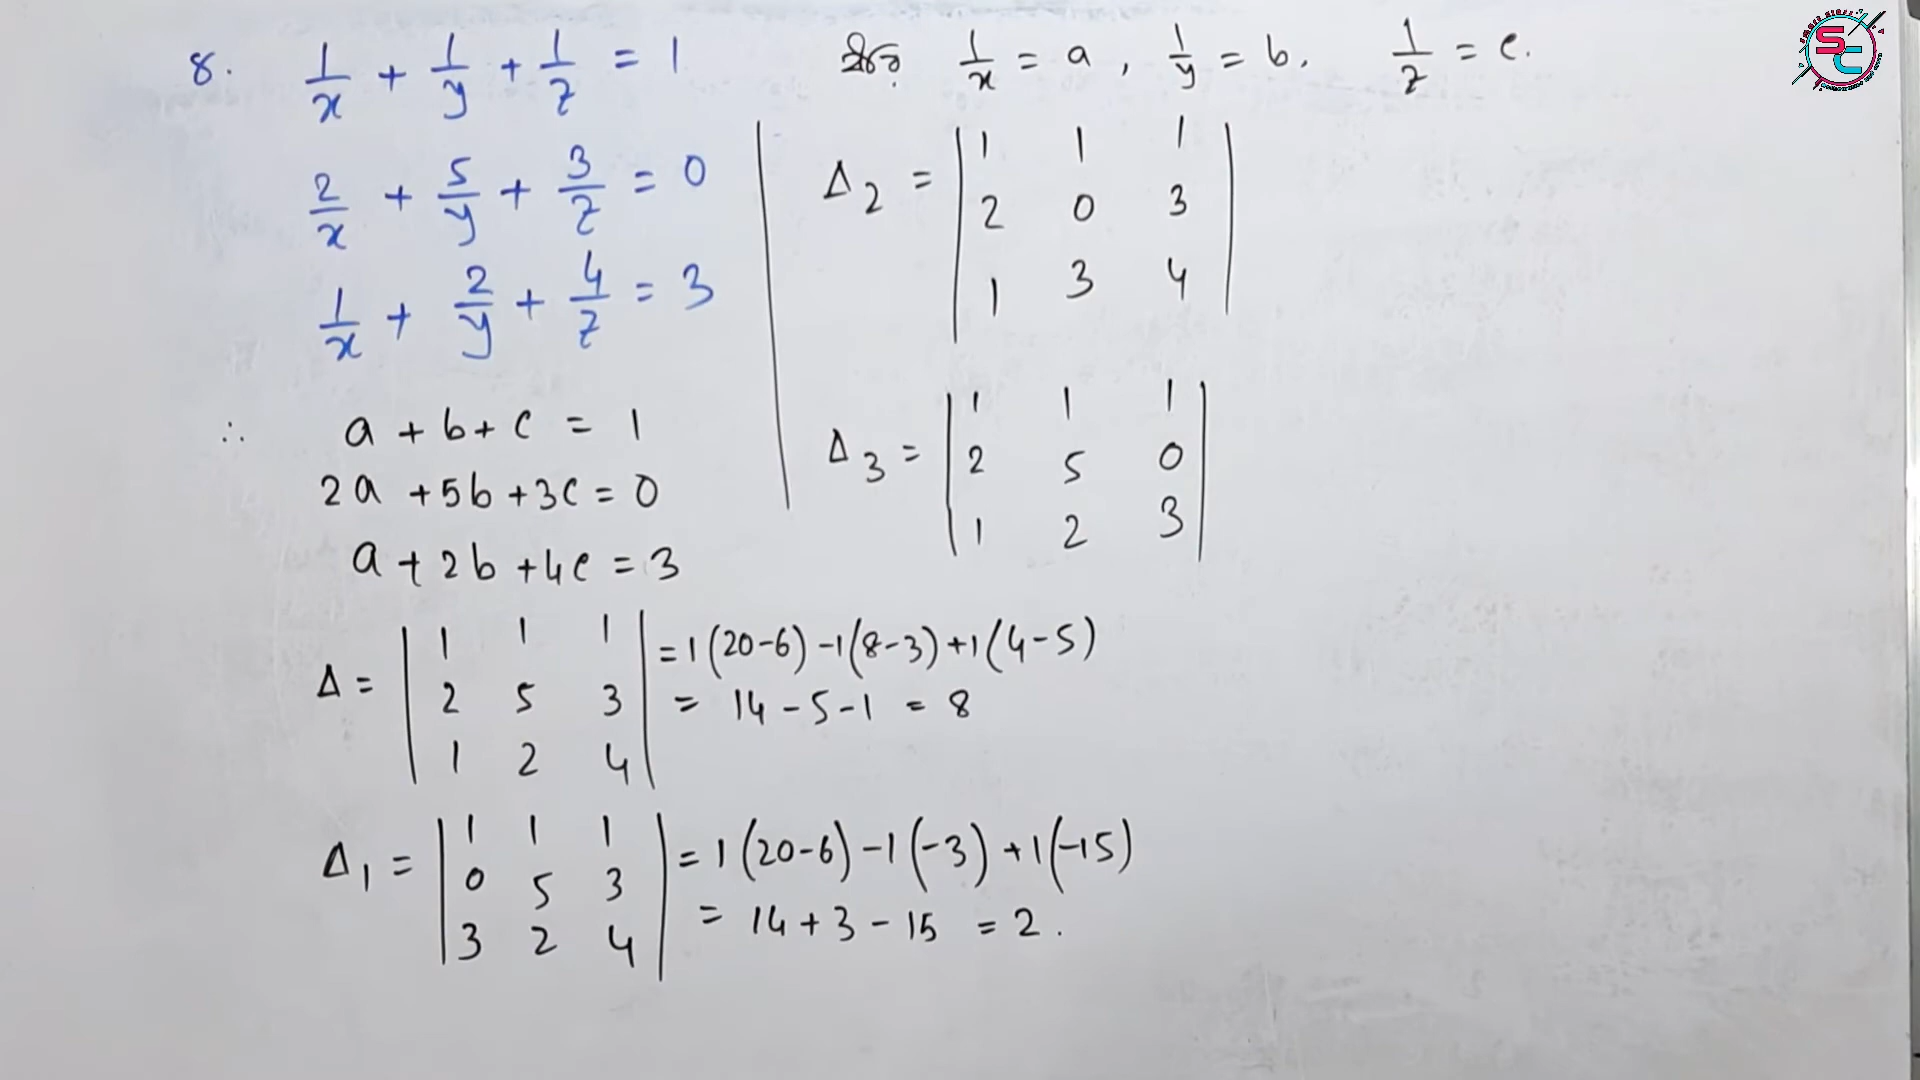 8. 1/x + 1/y + 1/z = 1
2/x + 5/y + 3/z = 0
1/x + 2/y + 4/z = 3
∴ a + b + c = 1
2a + 5b + 3c = 0
a + 2b + 4c = 3
Δ = | 1 1 1 | = 1(20-6) -1(8-3) +1(4-5)
| 2 5 3 | = 14 - 5 - 1 = 8
| 1 2 4 |
Δ1 = | 1 1 1 | = 1(20-6) -1(-3) +1(-15)
| 0 5 3 | = 14 + 3 - 15 = 2.
| 3 2 4 |
1/x = a, 1/y = b, 1/z = c.
Δ2 = | 1 1 1 |
| 2 0 3 |
| 1 3 4 |
Δ3 = | 1 1 1 |
| 2 5 0 |
| 1 2 3 |
SC